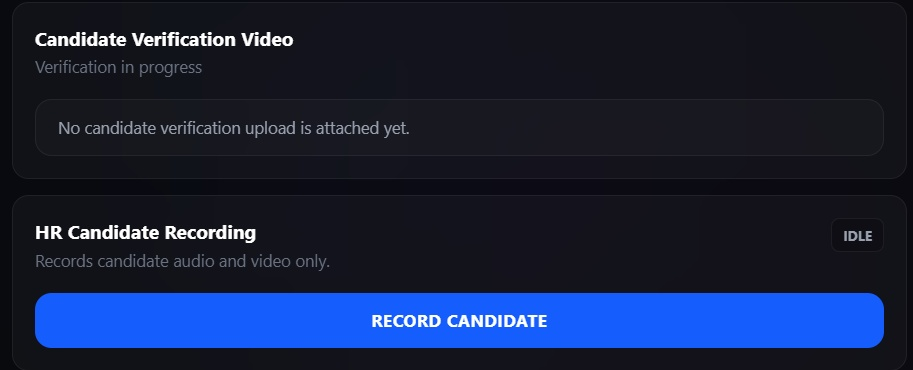 Candidate Verification Video
Verification in progress
No candidate verification upload is attached yet.
HR Candidate Recording
IDLE
Records candidate audio and video only.
RECORD CANDIDATE